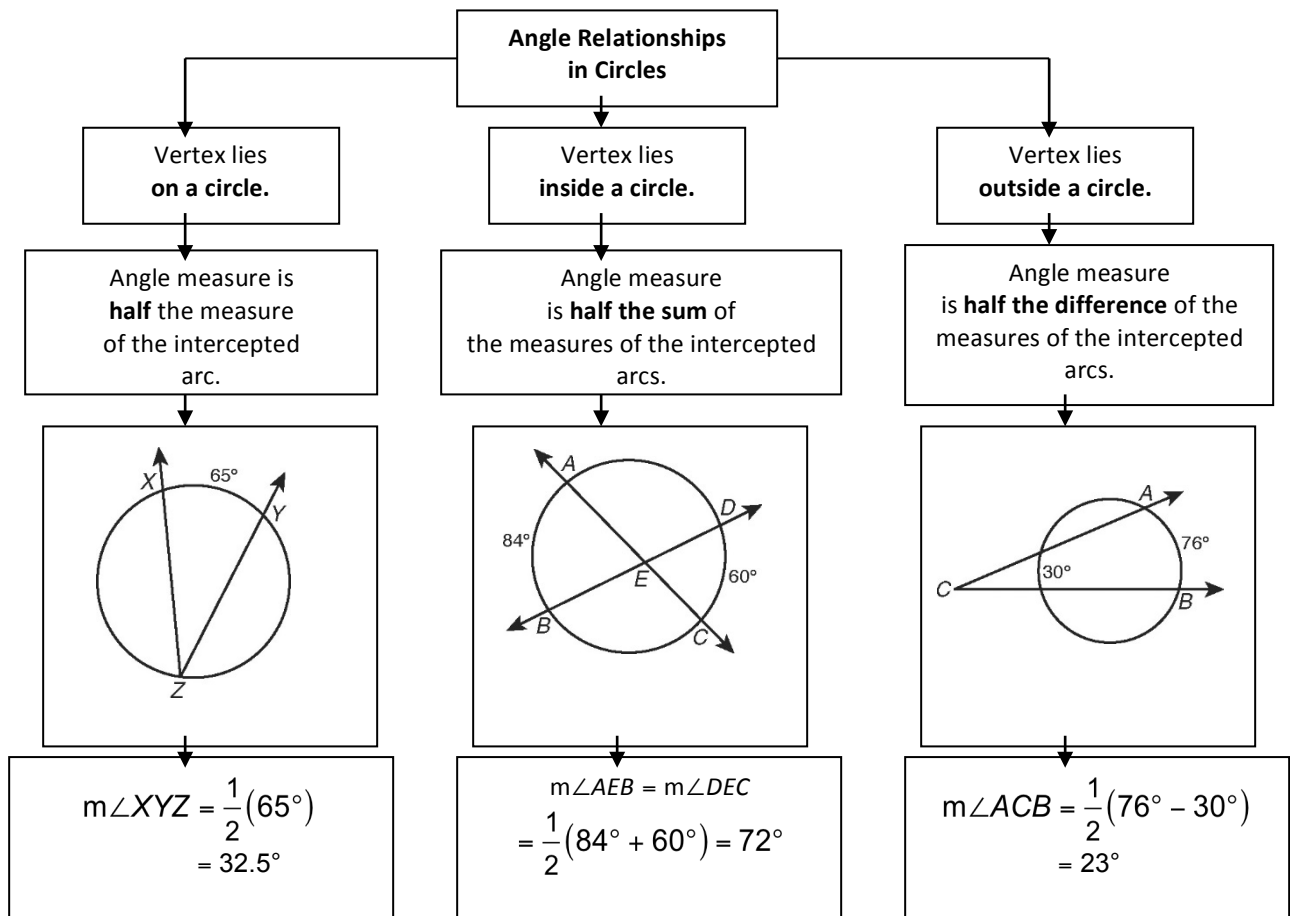 Angle Relationships
in Circles
Vertex lies
on a circle.
Vertex lies
inside a circle.
Vertex lies
outside a circle.
Angle measure is
half the measure
of the intercepted
arc.
Angle measure
is half the sum of
the measures of the intercepted
arcs.
Angle measure
is half the difference of the
measures of the intercepted
arcs.
X
65°
Y
Z
A
D
84°
E
60°
B
C
A
76°
30°
C
B
m∠XYZ = 1/2(65°)
= 32.5°
m∠AEB = m∠DEC
= 1/2(84° + 60°) = 72°
m∠ACB = 1/2(76° − 30°)
= 23°